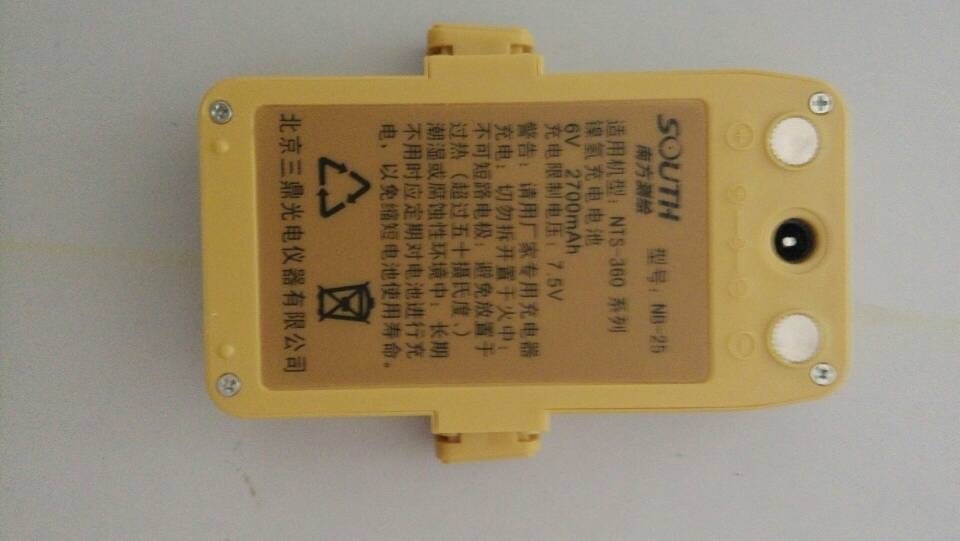 SOUTH
南方测绘 型号：NB-25
适用机型：NTS-360 系列
镍氢充电电池
6V 2700mAh
充电限制电压：7.5V
警告：请用厂家专用充电器
充电；切勿拆开置于火中；
不可短路电极；避免放置于
过热（超过五十摄氏度、）
潮湿或腐蚀性环境中；长期
不用时应定期对电池进行充
电，以免缩短电池使用寿命。
北京三鼎光电仪器有限公司